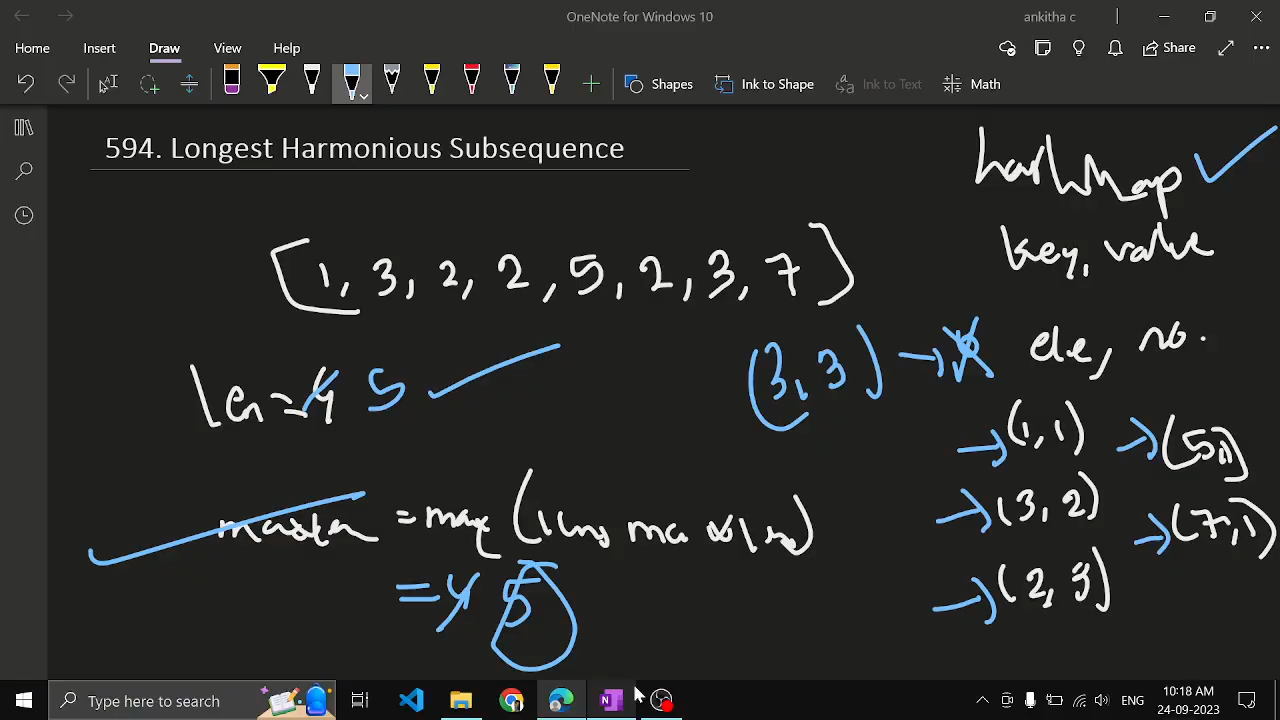 OneNote for Windows 10
ankitha c
Home Insert Draw View Help
Share
Shapes Ink to Shape Ink to Text Math
594. Longest Harmonious Subsequence
hashMap
key, value
[1, 3, 2, 2, 5, 2, 3, 7]
(3, 3) → ele, no.
len = 4 5
(1, 1) → (5, 1)
(3, 2) → (7, 1)
(2, 3)
= max (len, maxlen)
= 4 5
Type here to search
ENG
10:18 AM
24-09-2023